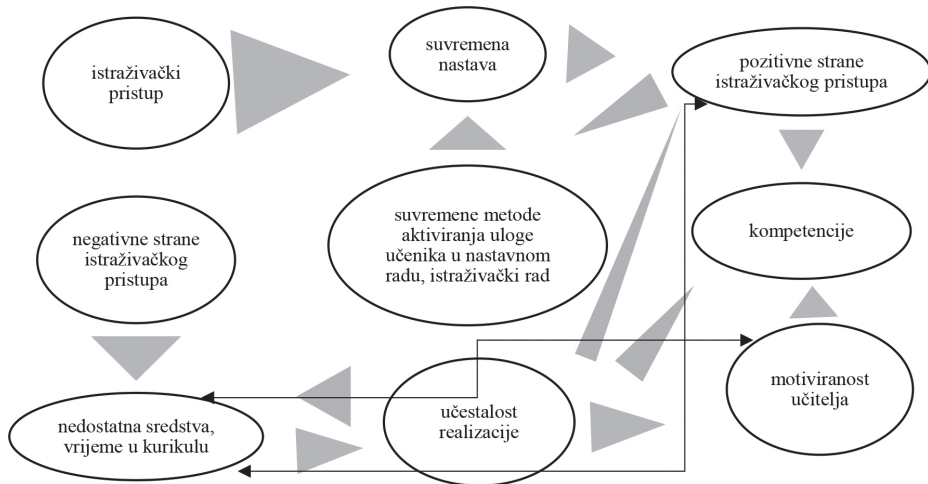 istraživački
pristup
suvremena
nastava
pozitivne strane
istraživačkog pristupa
negativne strane
istraživačkog
pristupa
suvremene metode
aktiviranja uloge
učenika u nastavnom
radu, istraživački rad
kompetencije
nedostatna sredstva,
vrijeme u kurikulu
učestalost
realizacije
motiviranost
učitelja